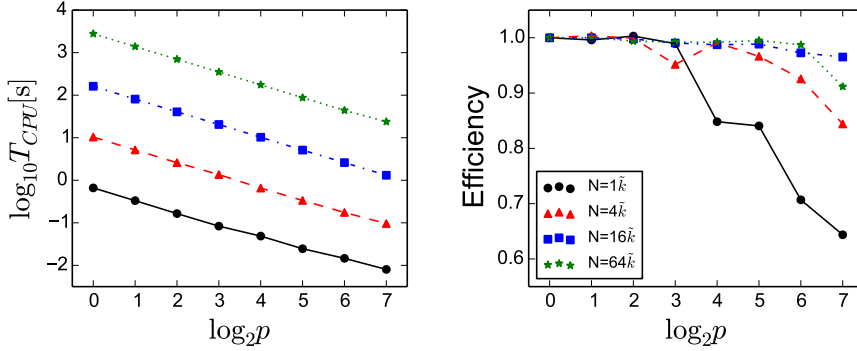 log₁₀T_CPU[s]
4
3
2
1
0
−1
−2
0 1 2 3 4 5 6 7
log₂p
Efficiency
1.0
0.9
0.8
0.7
0.6
N=1k̃
N=4k̃
N=16k̃
N=64k̃
0 1 2 3 4 5 6 7
log₂p